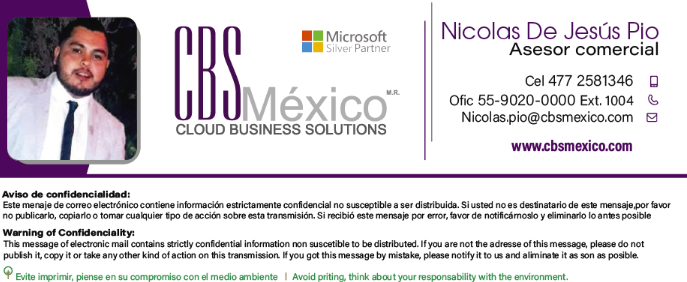 CBS México M.R.
CLOUD BUSINESS SOLUTIONS
Microsoft
Silver Partner
Nicolas De Jesús Pio
Asesor comercial
Cel 477 2581346
Ofic 55-9020-0000 Ext. 1004
Nicolas.pio@cbsmexico.com
www.cbsmexico.com
Aviso de confidencialidad:
Este menaje de correo electrónico contiene información estrictamente confidencial no susceptible a ser distribuida. Si usted no es destinatario de este mensaje,por favor
no publicarlo, copiarlo o tomar cualquier tipo de acción sobre esta transmisión. Si recibió este mensaje por error, favor de notificárnoslo y eliminarlo lo antes posible
Warning of Confidenciality:
This message of electronic mail contains strictly confidential information non suscetible to be distributed. If you are not the adresse of this message, please do not
publish it, copy it or take any other kind of action on this transmission. If you got this message by mistake, please notify it to us and aliminate it as son as posible.
Evite imprimir, piense en su compromiso con el medio ambiente | Avoid priting, think about your responsability with the environment.